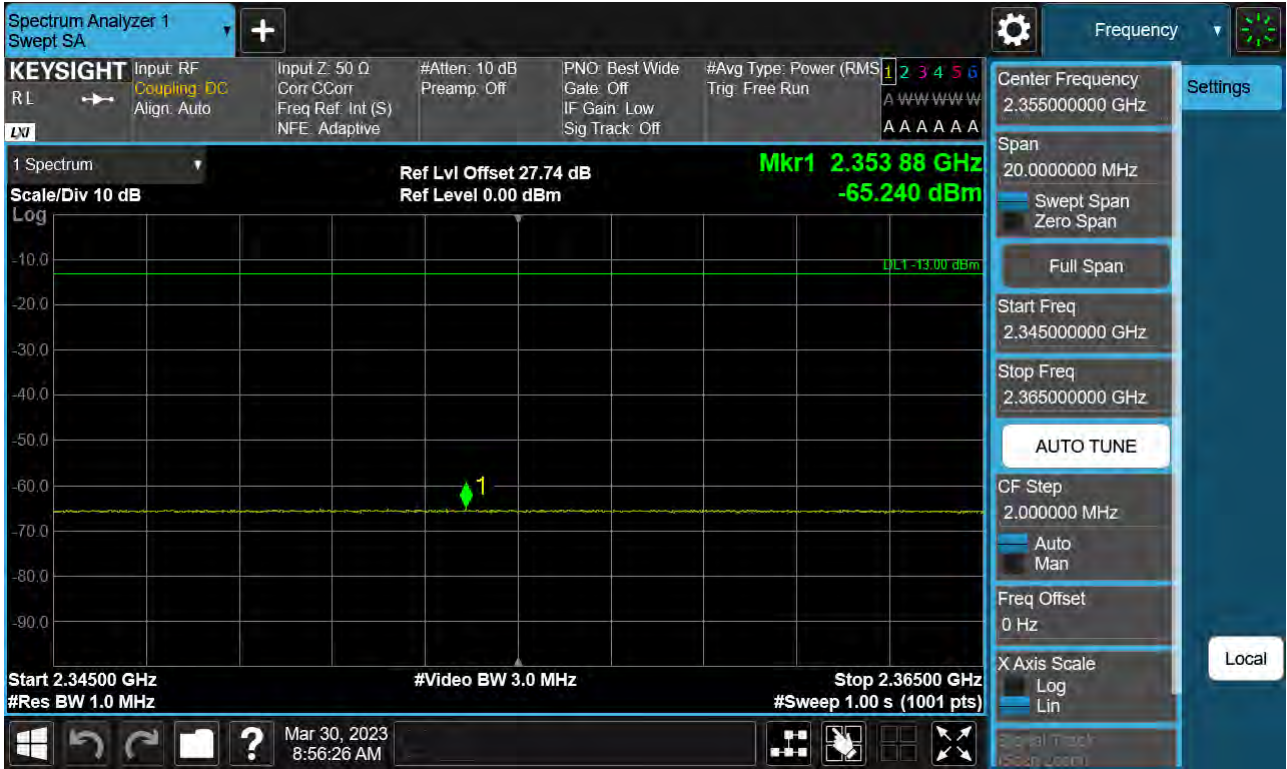 Spectrum Analyzer 1
Swept SA
Frequency
KEYSIGHT
RL
LXI
Input: RF
Coupling: DC
Align: Auto
Input Z: 50 Ω
Corr CCorr
Freq Ref: Int (S)
NFE: Adaptive
#Atten: 10 dB
Preamp: Off
PNO: Best Wide
Gate: Off
IF Gain: Low
Sig Track: Off
#Avg Type: Power (RMS
Trig: Free Run
1 2 3 4 5 6
A W W W W W
A A A A A A
1 Spectrum
Scale/Div 10 dB
Log
Ref Lvl Offset 27.74 dB
Ref Level 0.00 dBm
Mkr1 2.353 88 GHz
-65.240 dBm
-10.0
DL1 -13.00 dBm
-20.0
-30.0
-40.0
-50.0
-60.0
1
-70.0
-80.0
-90.0
Start 2.34500 GHz
#Video BW 3.0 MHz
Stop 2.36500 GHz
#Res BW 1.0 MHz
#Sweep 1.00 s (1001 pts)
Mar 30, 2023
8:56:26 AM
Center Frequency
2.355000000 GHz
Span
20.0000000 MHz
Swept Span
Zero Span
Full Span
Start Freq
2.345000000 GHz
Stop Freq
2.365000000 GHz
AUTO TUNE
CF Step
2.000000 MHz
Auto
Man
Freq Offset
0 Hz
X Axis Scale
Log
Lin
Settings
Local